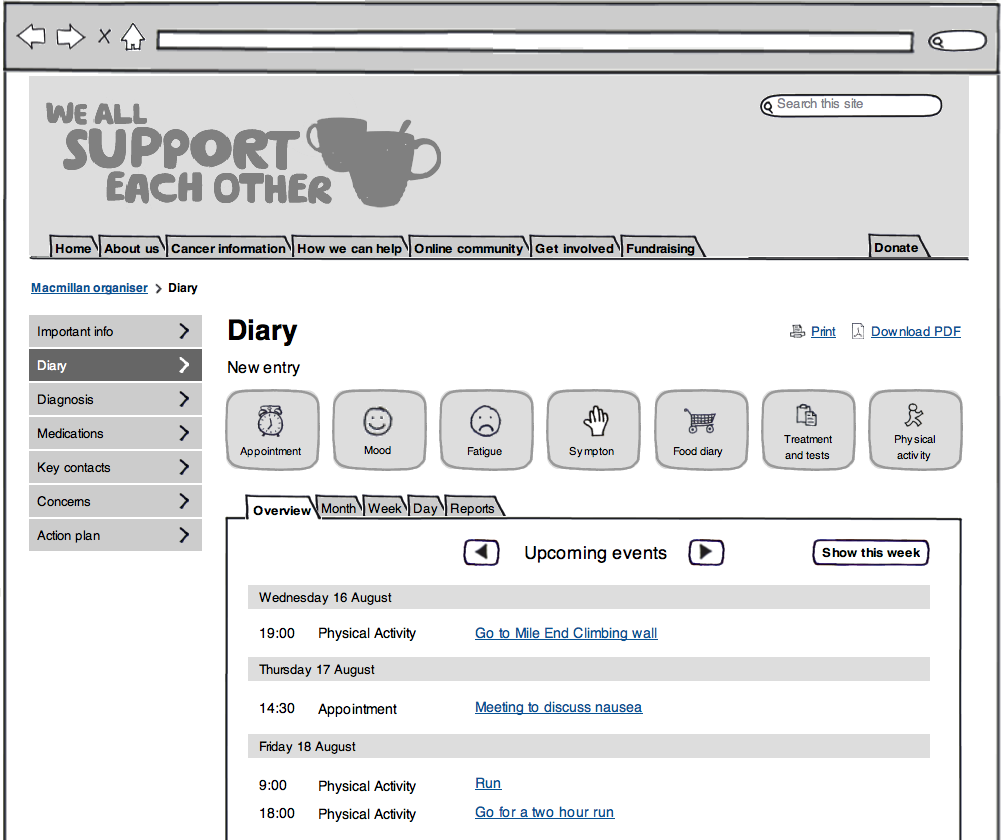 WE ALL
SUPPORT
EACH OTHER
Search this site
Home About us Cancer information How we can help Online community Get involved Fundraising Donate
Macmillan organiser > Diary
Important info
Diary
Diagnosis
Medications
Key contacts
Concerns
Action plan
Diary
Print Download PDF
New entry
Appointment
Mood
Fatigue
Sympton
Food diary
Treatment
and tests
Physical
activity
Overview Month Week Day Reports
Upcoming events
Show this week
Wednesday 16 August
19:00 Physical Activity Go to Mile End Climbing wall
Thursday 17 August
14:30 Appointment Meeting to discuss nausea
Friday 18 August
9:00 Physical Activity Run
18:00 Physical Activity Go for a two hour run